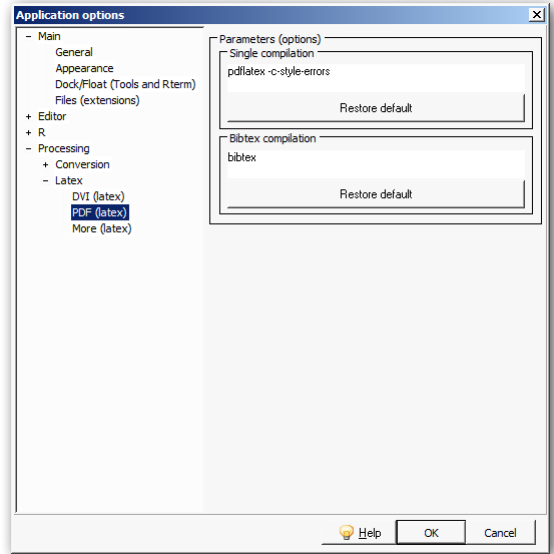 Application options
Main
General
Appearance
Dock/Float (Tools and Rterm)
Files (extensions)
Editor
R
Processing
Conversion
Latex
DVI (latex)
PDF (latex)
More (latex)
Parameters (options)
Single compilation
pdflatex -c-style-errors
Restore default
Bibtex compilation
bibtex
Restore default
Help
OK
Cancel